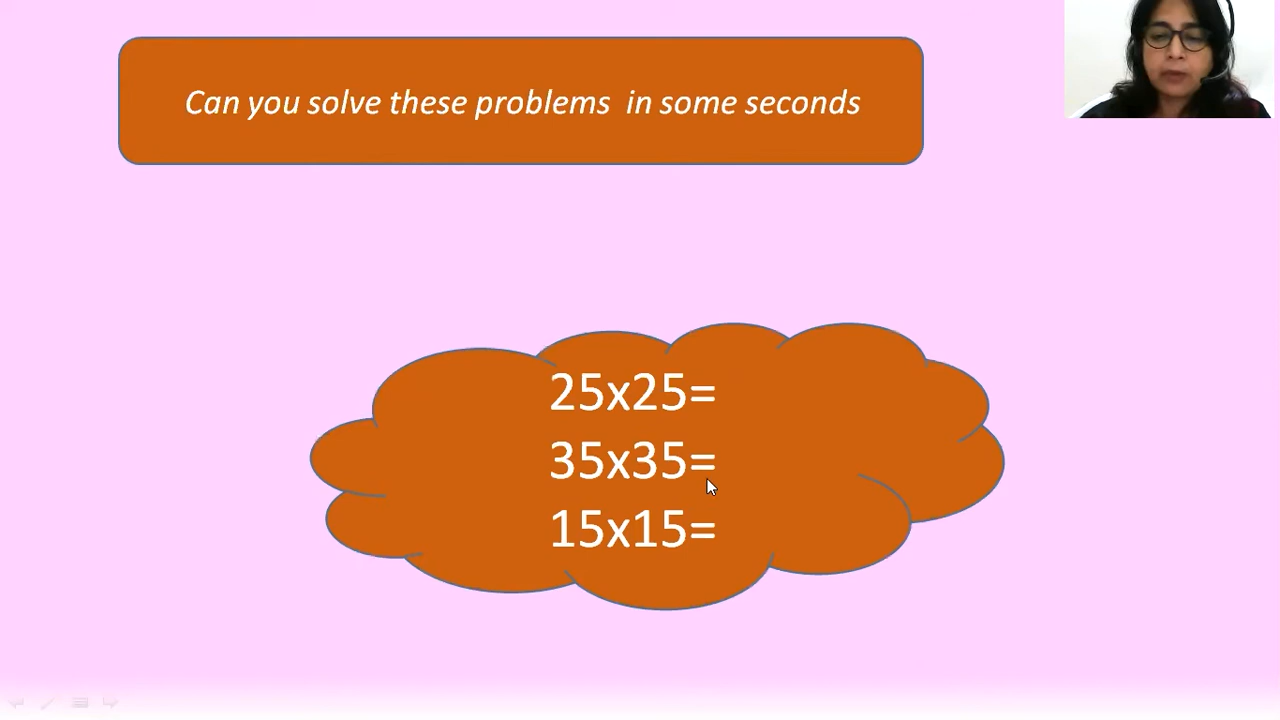 Can you solve these problems  in some seconds
25x25=
35x35=
15x15=